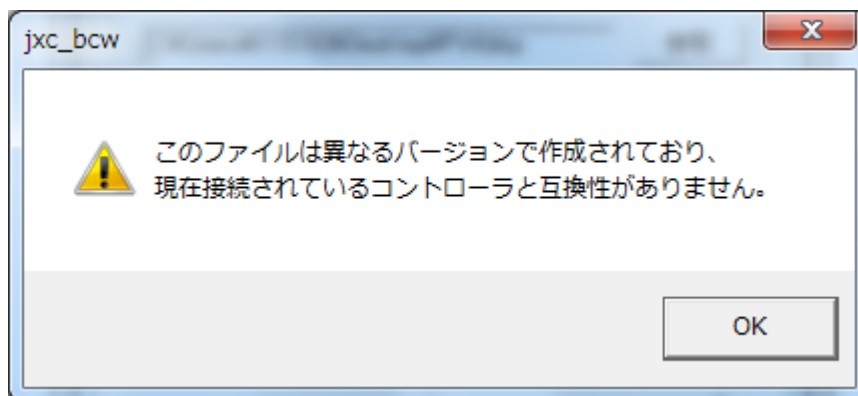 jxc_bcw
このファイルは異なるバージョンで作成されており、
現在接続されているコントローラと互換性がありません。
OK